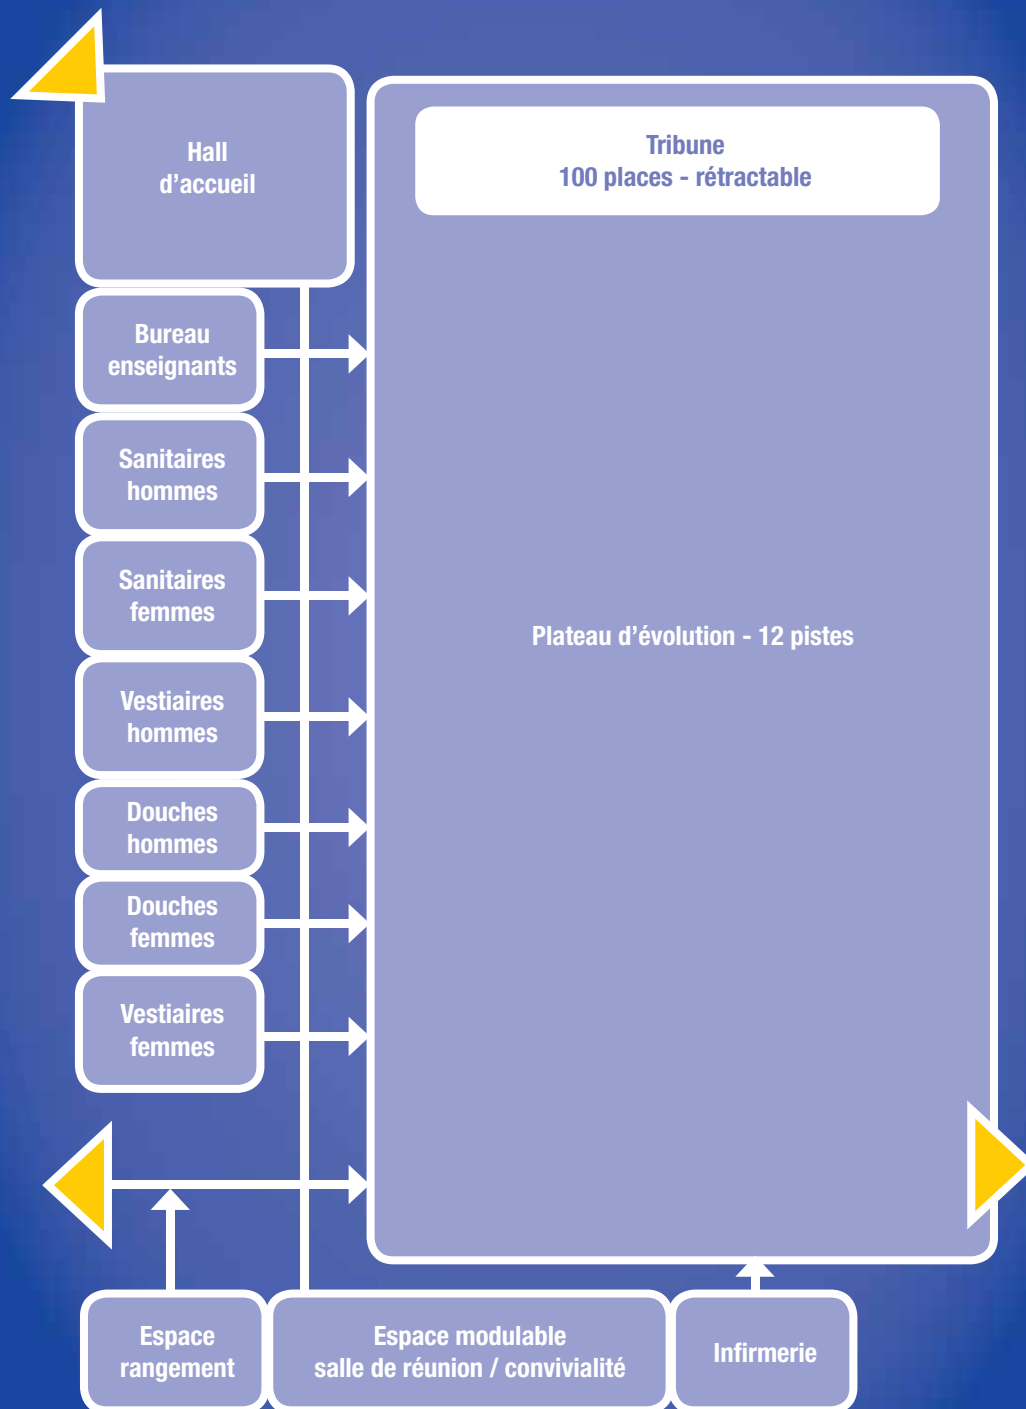 Hall
d’accueil
Tribune
100 places - rétractable
Bureau
enseignants
Sanitaires
hommes
Sanitaires
femmes
Plateau d’évolution - 12 pistes
Vestiaires
hommes
Douches
hommes
Douches
femmes
Vestiaires
femmes
Espace
rangement
Espace modulable
salle de réunion / convivialité
Infirmerie